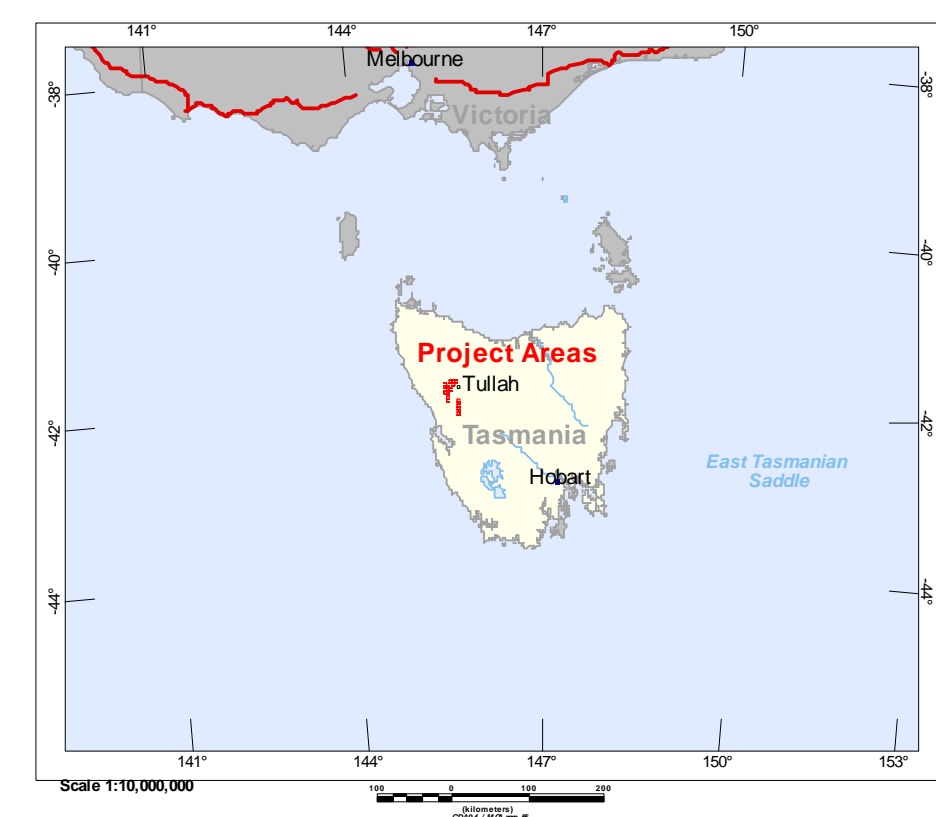 141° 144° 147° 150°
Melbourne
-38° -38°
Victoria
-40° -40°
Project Areas
Tullah
-42° -42°
Tasmania
East Tasmanian
Saddle
Hobart
-44° -44°
141° 144° 147° 150° 153°
Scale 1:10,000,000
100 0 100 200
(kilometers)